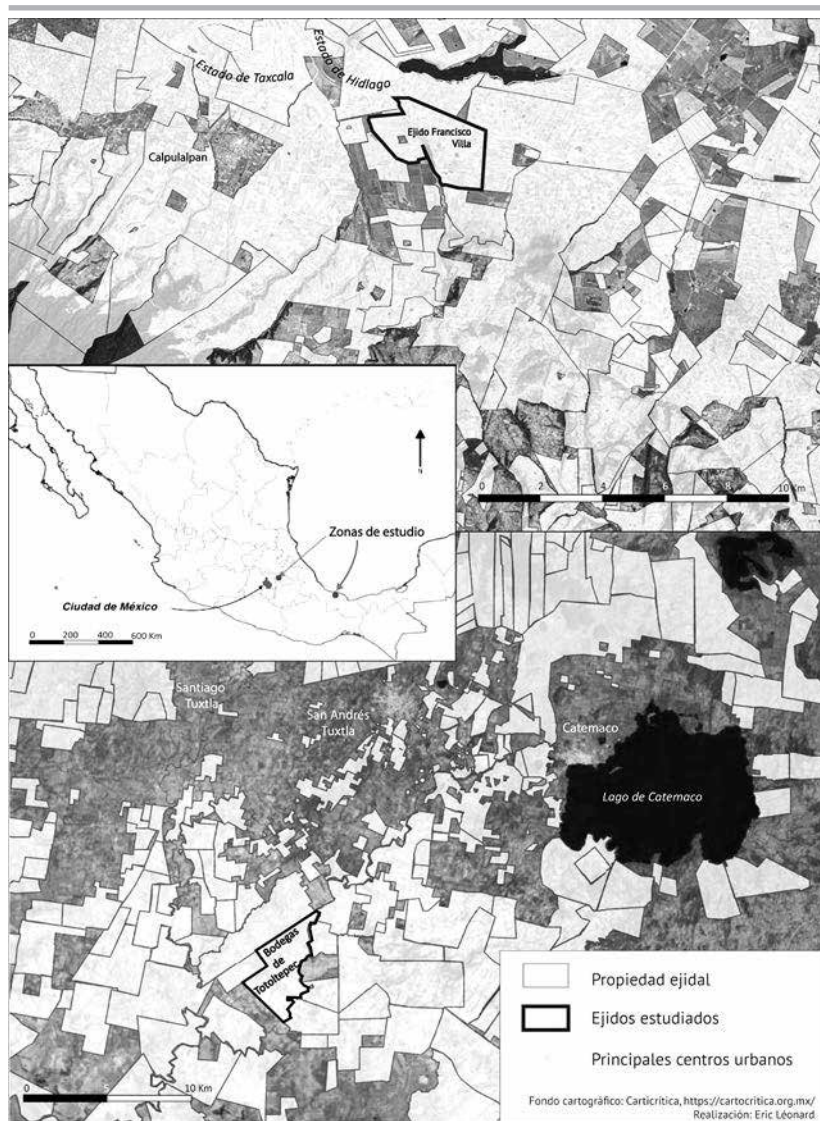 Estado de Taxcala
Estado de Hidlago
Ejido Francisco
Villa
Calpulalpan
0 2 4 6 8 10 Km
Zonas de estudio
Ciudad de México
0 200 400 600 Km
Santiago
Tuxtla
San Andrés
Tuxtla
Catemaco
Lago de Catemaco
Bodegas
de
Totoltepec
0 5 10 Km
Propiedad ejidal
Ejidos estudiados
Principales centros urbanos
Fondo cartográfico: Carticrítica, https://cartocritica.org.mx/
Realización: Eric Léonard